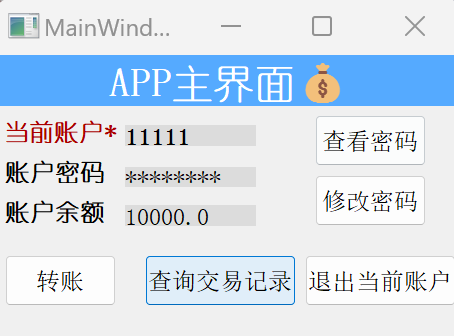 MainWind...
APP主界面💰
当前账户* 11111 查看密码
账户密码 ********
修改密码
账户余额 10000.0
转账 查询交易记录 退出当前账户